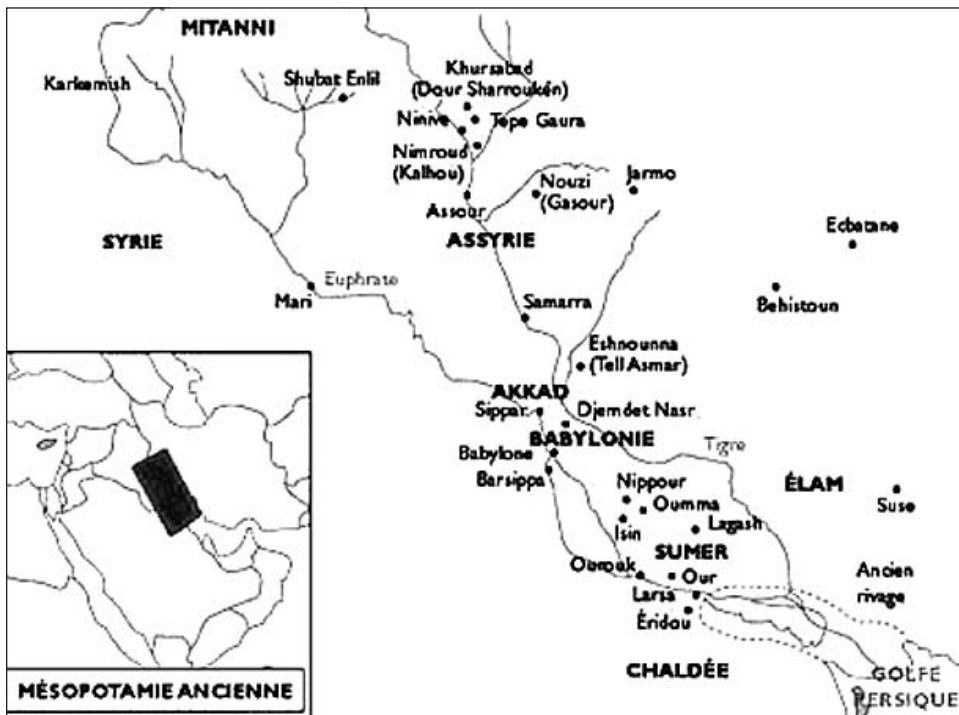 MITANNI
Karkemish
Shubat Enlil
Khursabad
(Dour Sharroukén)
Ninive
Tepe Gaura
Nimroud
(Kalhou)
Nouzi
(Gasour)
Jarmo
Assour
ASSYRIE
SYRIE
Ecbatane
Euphrate
Mari
Behistoun
Samarra
Eshnounna
(Tell Asmar)
AKKAD
Sippar
Djemdet Nasr
BABYLONIE
Tigre
Babylone
Barsippa
Nippour
Oumma
ÉLAM
Suse
Isin
Lagash
SUMER
Ourouk
Our
Larsa
Ancien
rivage
Éridou
CHALDÉE
GOLFE
PERSIQUE
MÉSOPOTAMIE ANCIENNE